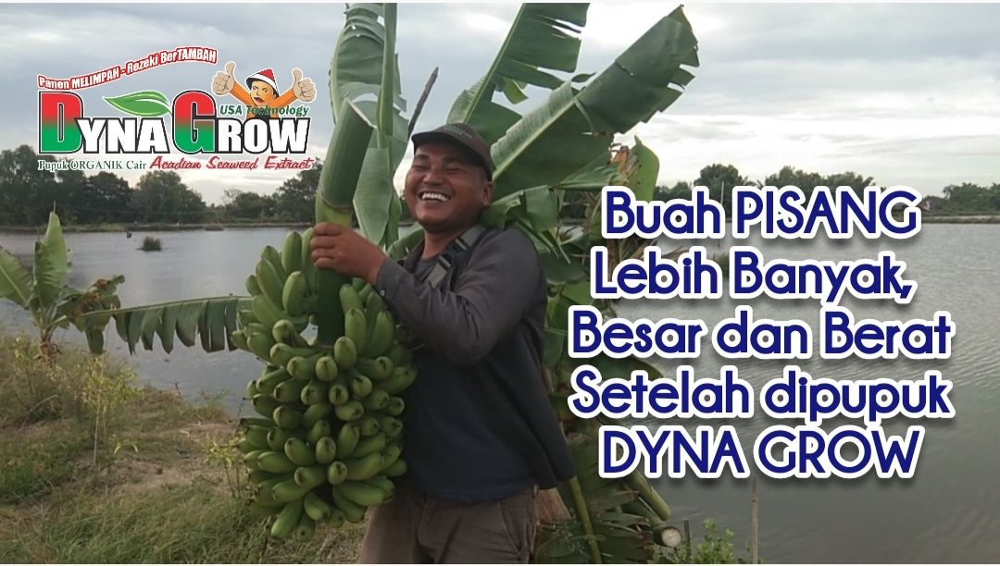 Panen MELIMPAH - Rezeki BerTAMBAH
DYNA GROW
USA Technology
Pupuk ORGANIK Cair Acadian Seaweed Extract
Buah PISANG
Lebih Banyak,
Besar dan Berat
Setelah dipupuk
DYNA GROW